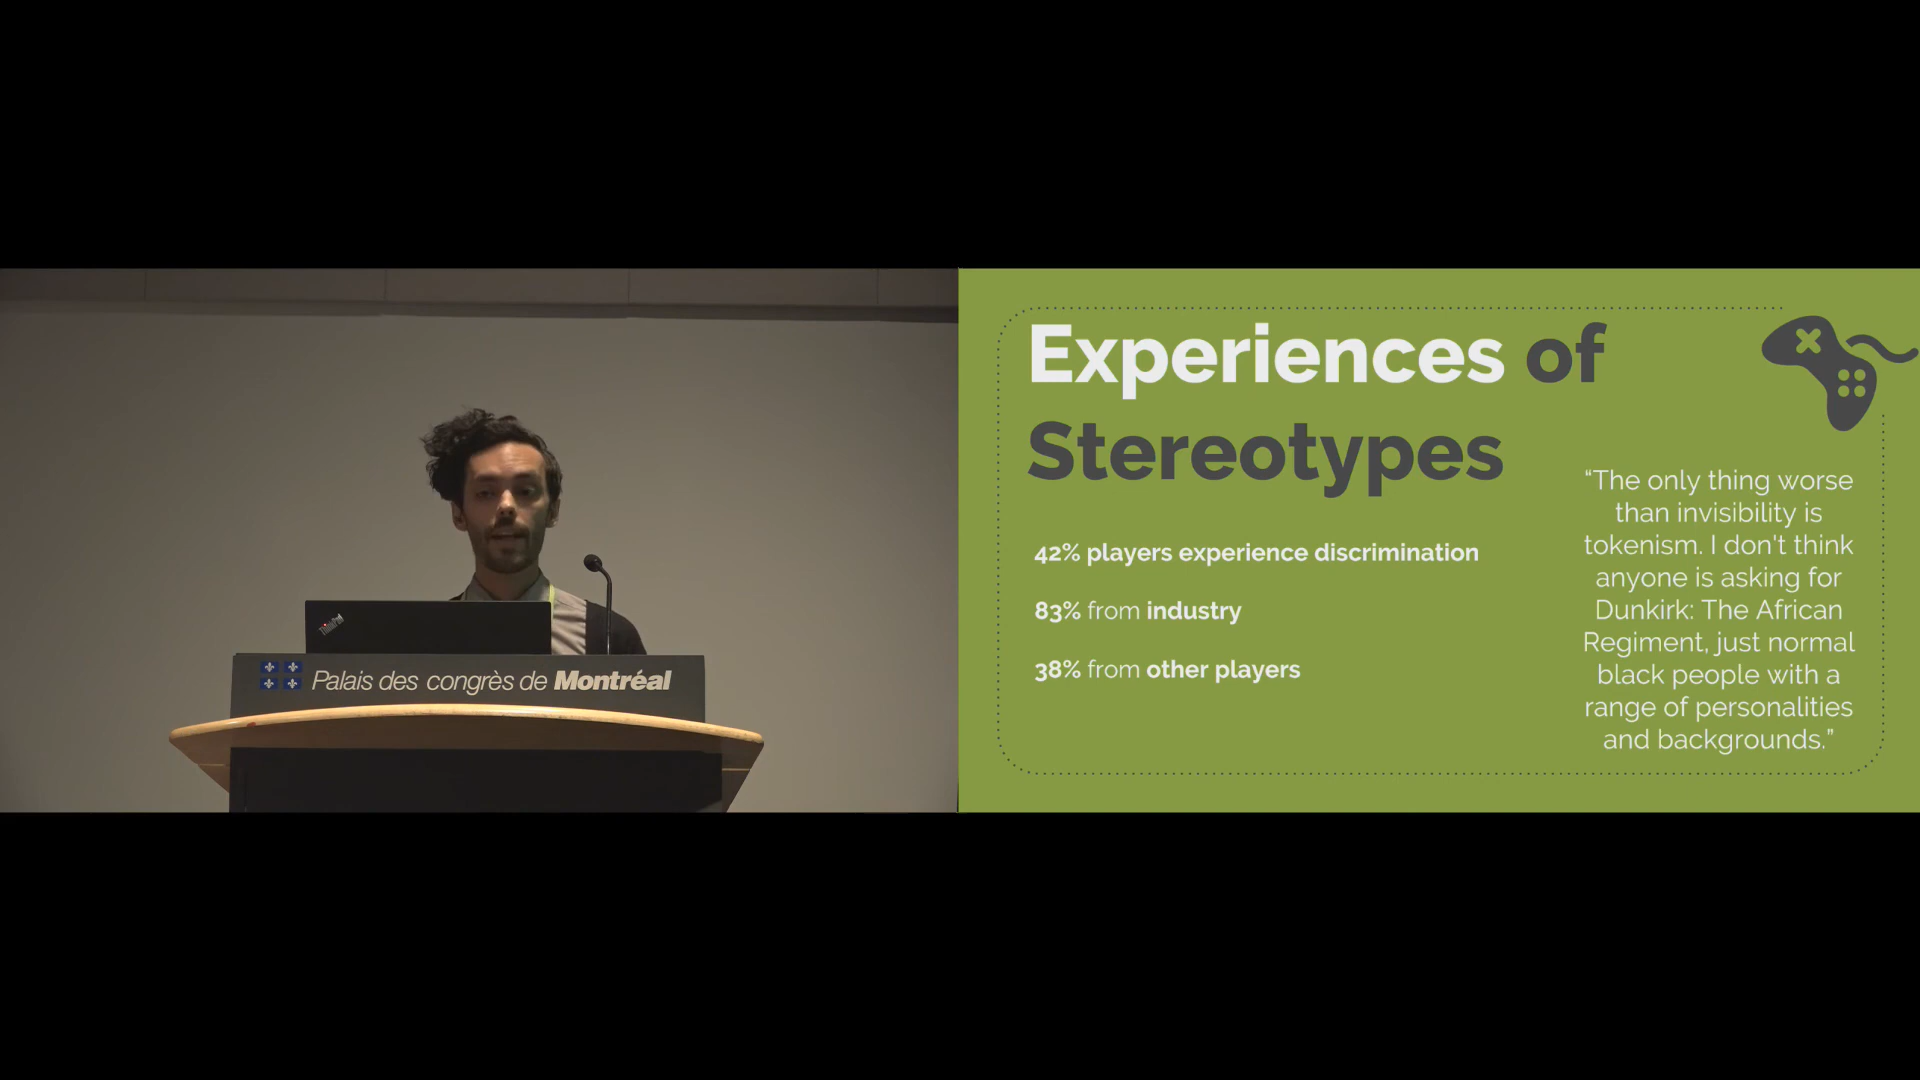 ThinkPad
Palais des congrès de Montréal
Experiences of
Stereotypes
42% players experience discrimination
83% from industry
38% from other players
“The only thing worse
than invisibility is
tokenism. I don't think
anyone is asking for
Dunkirk: The African
Regiment, just normal
black people with a
range of personalities
and backgrounds.”